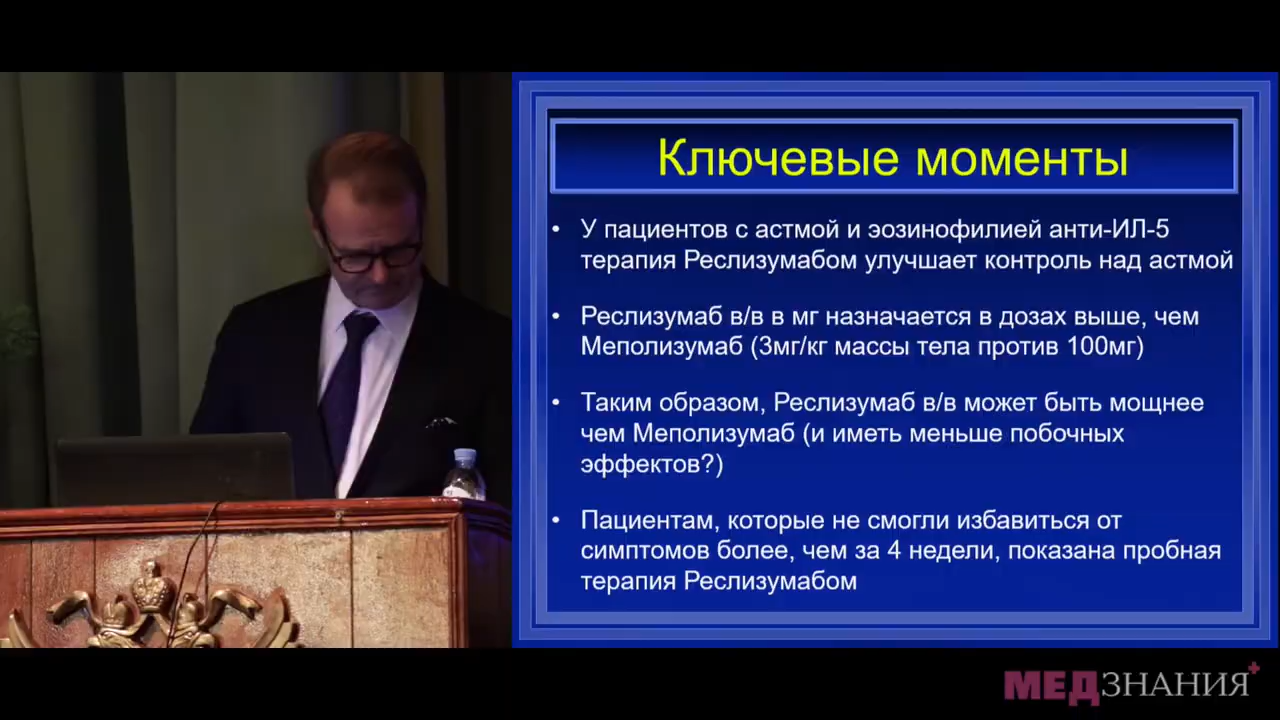 Ключевые моменты
• У пациентов с астмой и эозинофилией анти-ИЛ-5
терапия Реслизумабом улучшает контроль над астмой
• Реслизумаб в/в в мг назначается в дозах выше, чем
Меполизумаб (3мг/кг массы тела против 100мг)
• Таким образом, Реслизумаб в/в может быть мощнее
чем Меполизумаб (и иметь меньше побочных
эффектов?)
• Пациентам, которые не смогли избавиться от
симптомов более, чем за 4 недели, показана пробная
терапия Реслизумабом
МЕДЗНАНИЯ+